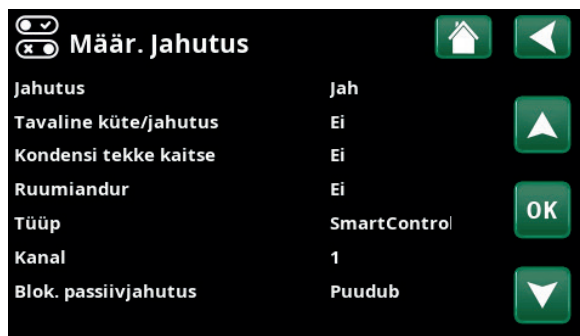 Määr. Jahutus
Jahutus Jah
Tavaline küte/jahutus Ei
Kondensi tekke kaitse Ei
Ruumiandur Ei
OK
Tüüp SmartControl
Kanal 1
Blok. passiivjahutus Puudub